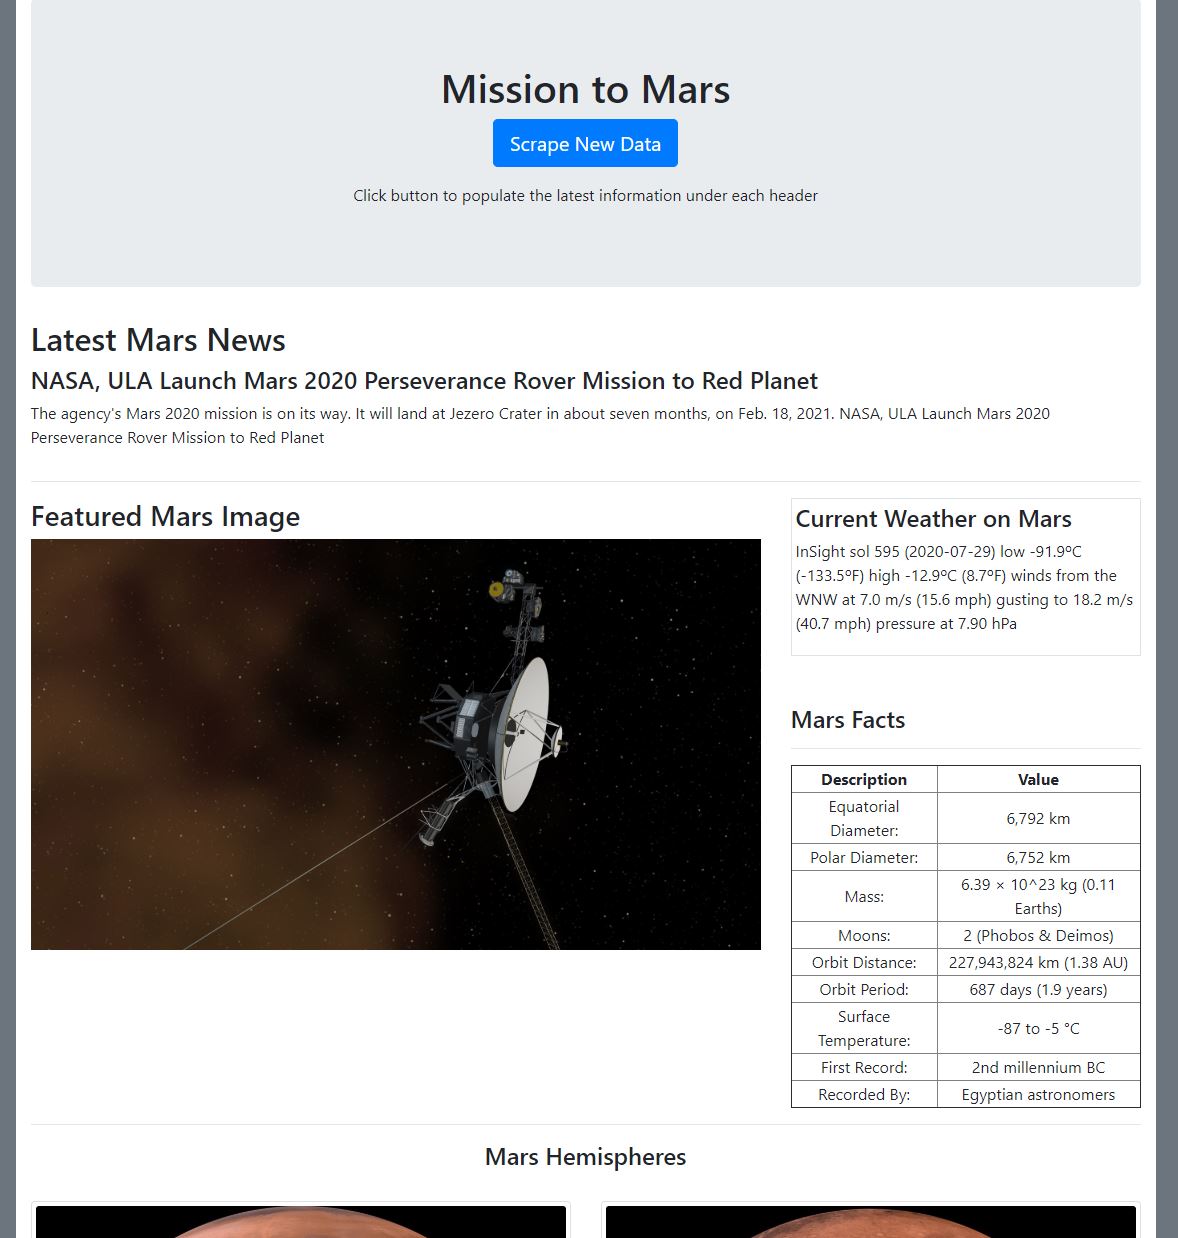 Mission to Mars
Scrape New Data
Click button to populate the latest information under each header
Latest Mars News
NASA, ULA Launch Mars 2020 Perseverance Rover Mission to Red Planet
The agency's Mars 2020 mission is on its way. It will land at Jezero Crater in about seven months, on Feb. 18, 2021. NASA, ULA Launch Mars 2020
Perseverance Rover Mission to Red Planet
Featured Mars Image
Current Weather on Mars
InSight sol 595 (2020-07-29) low -91.9ºC
(-133.5ºF) high -12.9ºC (8.7ºF) winds from the
WNW at 7.0 m/s (15.6 mph) gusting to 18.2 m/s
(40.7 mph) pressure at 7.90 hPa
Mars Facts
Description Value
Equatorial
Diameter: 6,792 km
Polar Diameter: 6,752 km
Mass: 6.39 × 10^23 kg (0.11
Earths)
Moons: 2 (Phobos & Deimos)
Orbit Distance: 227,943,824 km (1.38 AU)
Orbit Period: 687 days (1.9 years)
Surface
Temperature: -87 to -5 °C
First Record: 2nd millennium BC
Recorded By: Egyptian astronomers
Mars Hemispheres